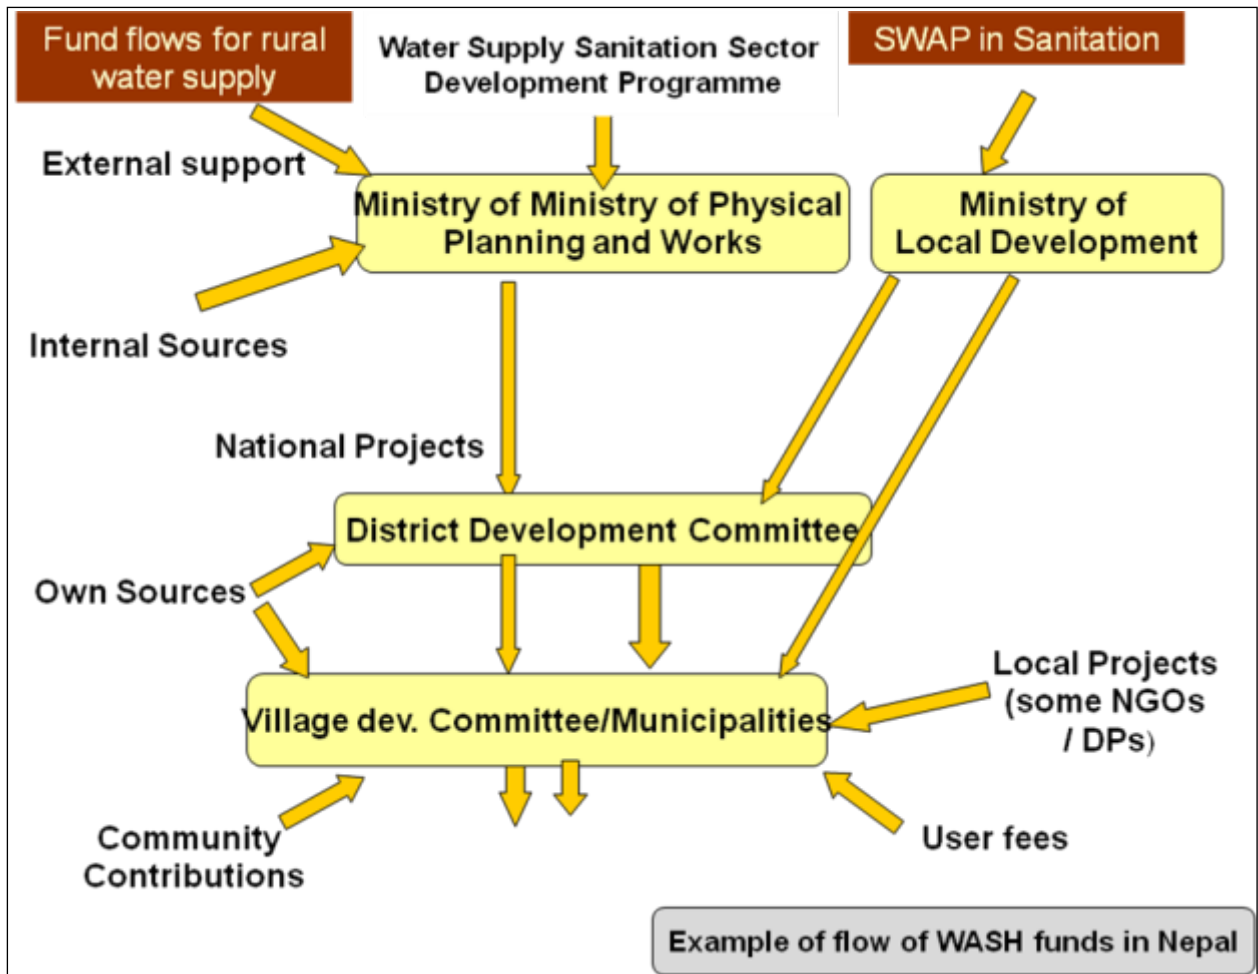 Fund flows for rural
water supply
Water Supply Sanitation Sector
Development Programme
SWAP in Sanitation
External support
Ministry of Ministry of Physical
Planning and Works
Ministry of
Local Development
Internal Sources
National Projects
District Development Committee
Own Sources
Local Projects
(some NGOs
/ DPs)
Village dev. Committee/Municipalities
Community
Contributions
User fees
Example of flow of WASH funds in Nepal